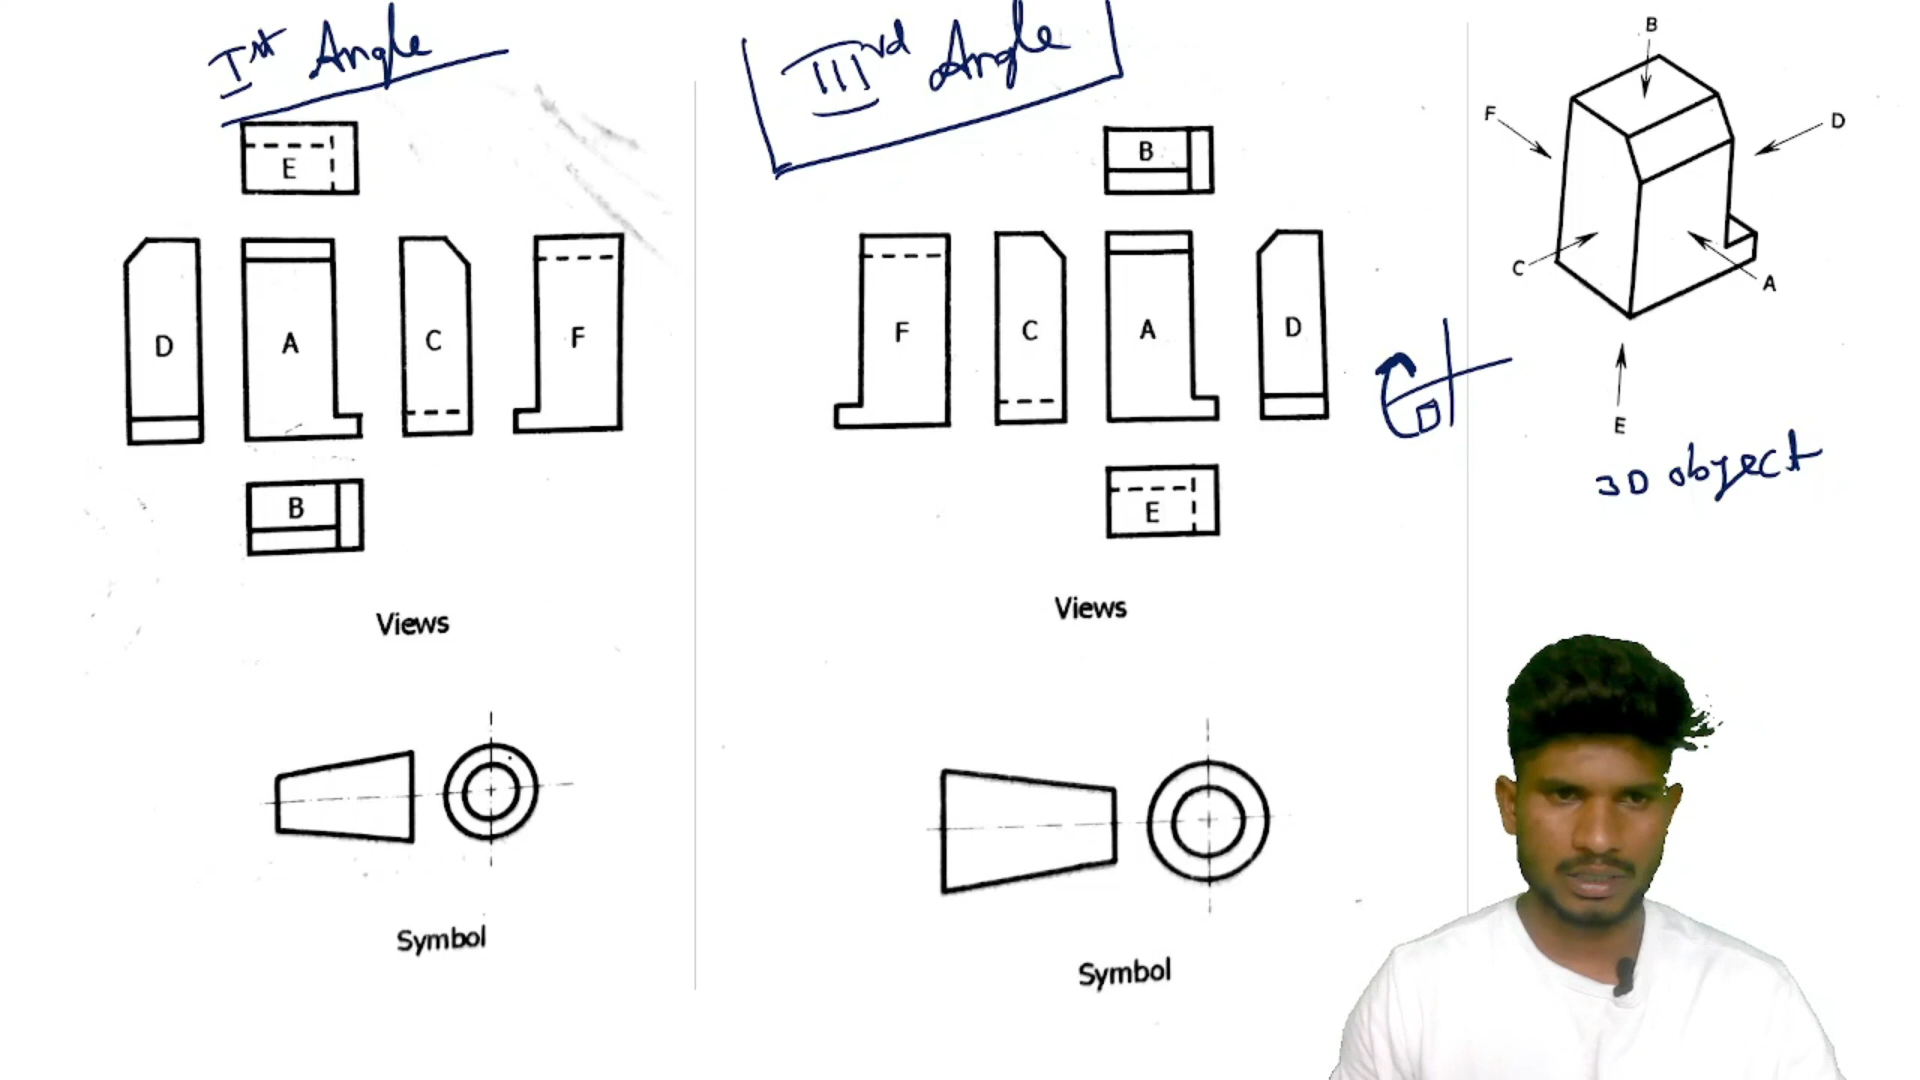 Ist Angle
E
D
A
C
F
B
Views
Symbol
IIIrd Angle
B
F
C
A
D
E
Views
Symbol
B
F
D
C
A
E
3D object